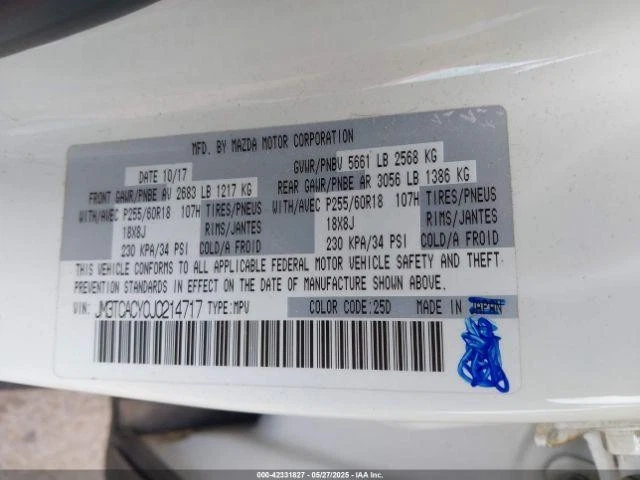 MFD. BY MAZDA MOTOR CORPORATION
DATE 10/17 GVWR/PNBV 5661 LB 2568 KG
FRONT GAWR/PNBE AV 2683 LB 1217 KG REAR GAWR/PNBE AR 3056 LB 1386 KG
WITH/AVEC P255/60R18 107H TIRES/PNEUS WITH/AVEC P255/60R18 107H TIRES/PNEUS
18X8J RIMS/JANTES 18X8J RIMS/JANTES
230 KPA/34 PSI COLD/A FROID 230 KPA/34 PSI COLD/A FROID
THIS VEHICLE CONFORMS TO ALL APPLICABLE FEDERAL MOTOR VEHICLE SAFETY AND THEFT
PREVENTION STANDARDS IN EFFECT ON THE DATE OF MANUFACTURE SHOWN ABOVE.
VIN: JM3TCACY0J0214717 TYPE:MPV COLOR CODE:25D MADE IN JAPAN
000-42331827 - 05/27/2025 - IAAI.COM